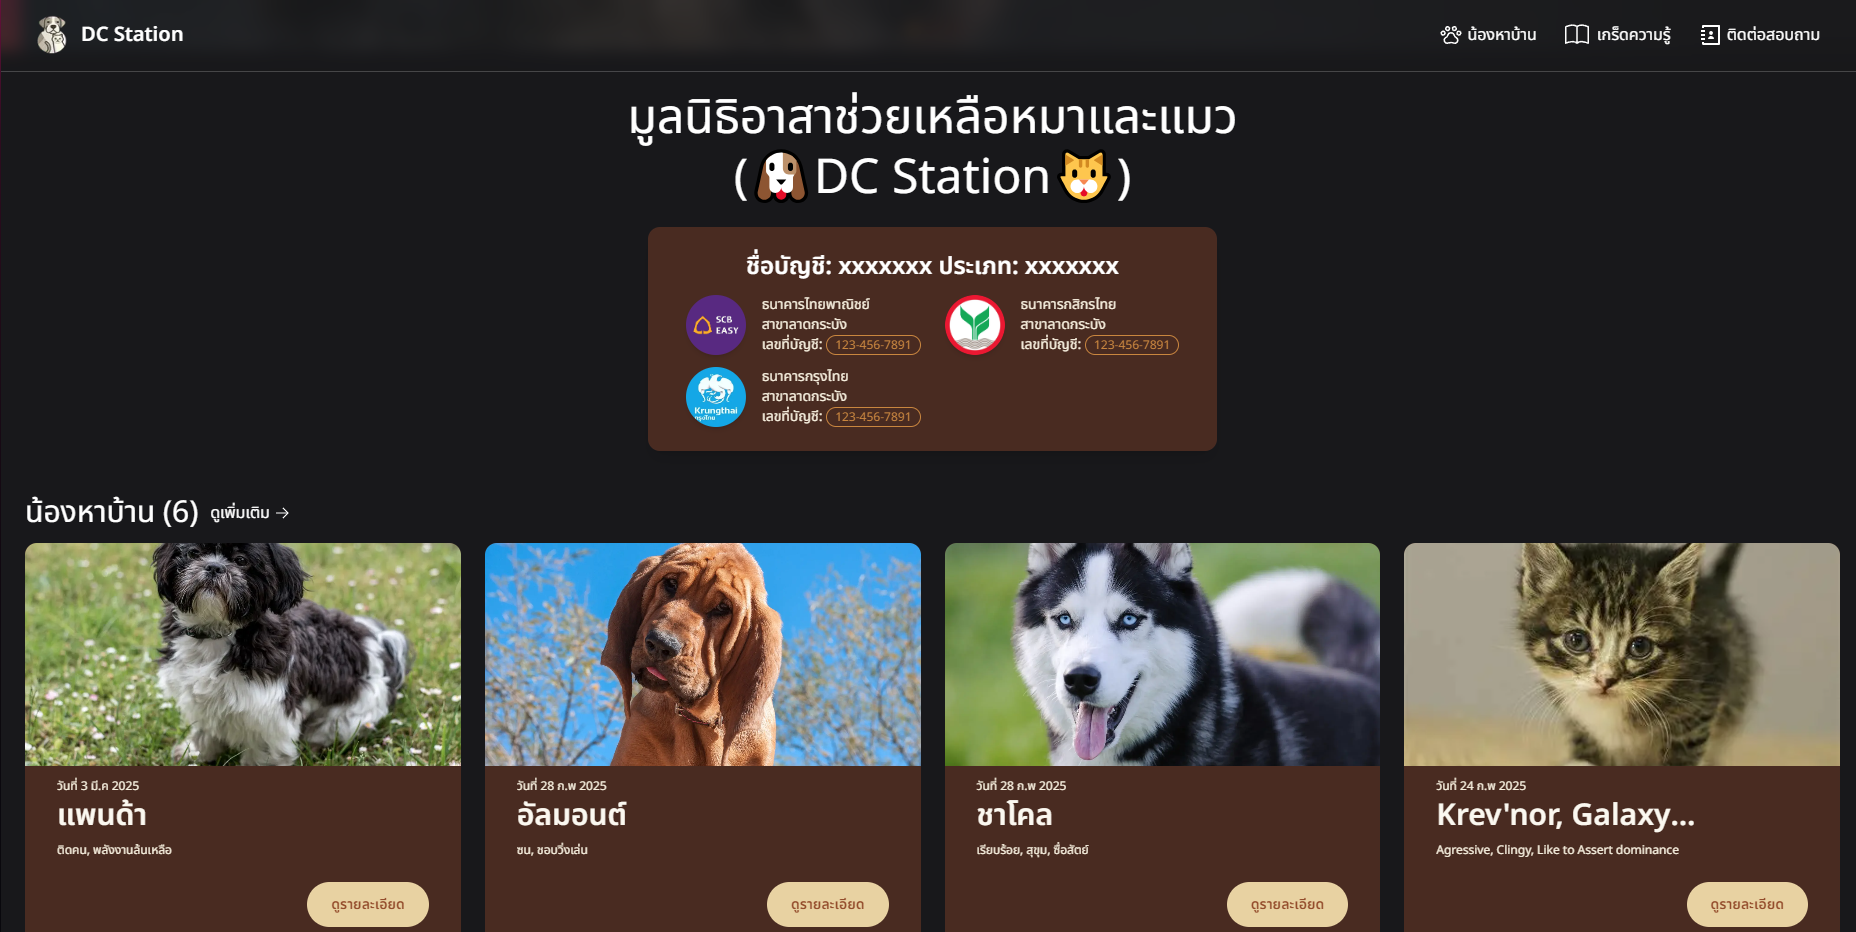 DC Station
น้องหาบ้าน
เกร็ดความรู้
ติดต่อสอบถาม
มูลนิธิอาสาช่วยเหลือหมาและแมว
(🐶DC Station🐱)
ชื่อบัญชี: xxxxxxx ประเภท: xxxxxxx
SCB
EASY
ธนาคารไทยพาณิชย์
สาขาลาดกระบัง
เลขที่บัญชี: 123-456-7891
ธนาคารกสิกรไทย
สาขาลาดกระบัง
เลขที่บัญชี: 123-456-7891
Krungthai
กรุงไทย
ธนาคารกรุงไทย
สาขาลาดกระบัง
เลขที่บัญชี: 123-456-7891
น้องหาบ้าน (6) ดูเพิ่มเติม →
วันที่ 3 มี.ค 2025
แพนด้า
ติดคน, พลังงานล้นเหลือ
ดูรายละเอียด
วันที่ 28 ก.พ 2025
อัลมอนต์
ซน, ชอบวิ่งเล่น
ดูรายละเอียด
วันที่ 28 ก.พ 2025
ชาโคล
เรียบร้อย, สุขุม, ซื่อสัตย์
ดูรายละเอียด
วันที่ 24 ก.พ 2025
Krev'nor, Galaxy...
Agressive, Clingy, Like to Assert dominance
ดูรายละเอียด